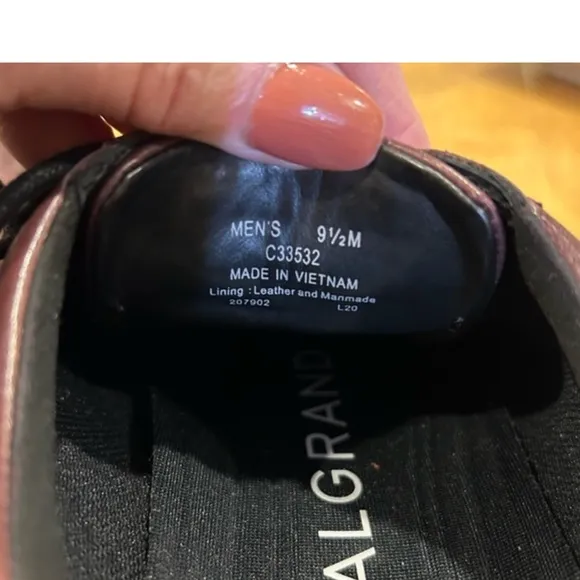 MEN'S 9½M
C33532
MADE IN VIETNAM
Lining : Leather and Manmade
207902 L20
ALGRAND